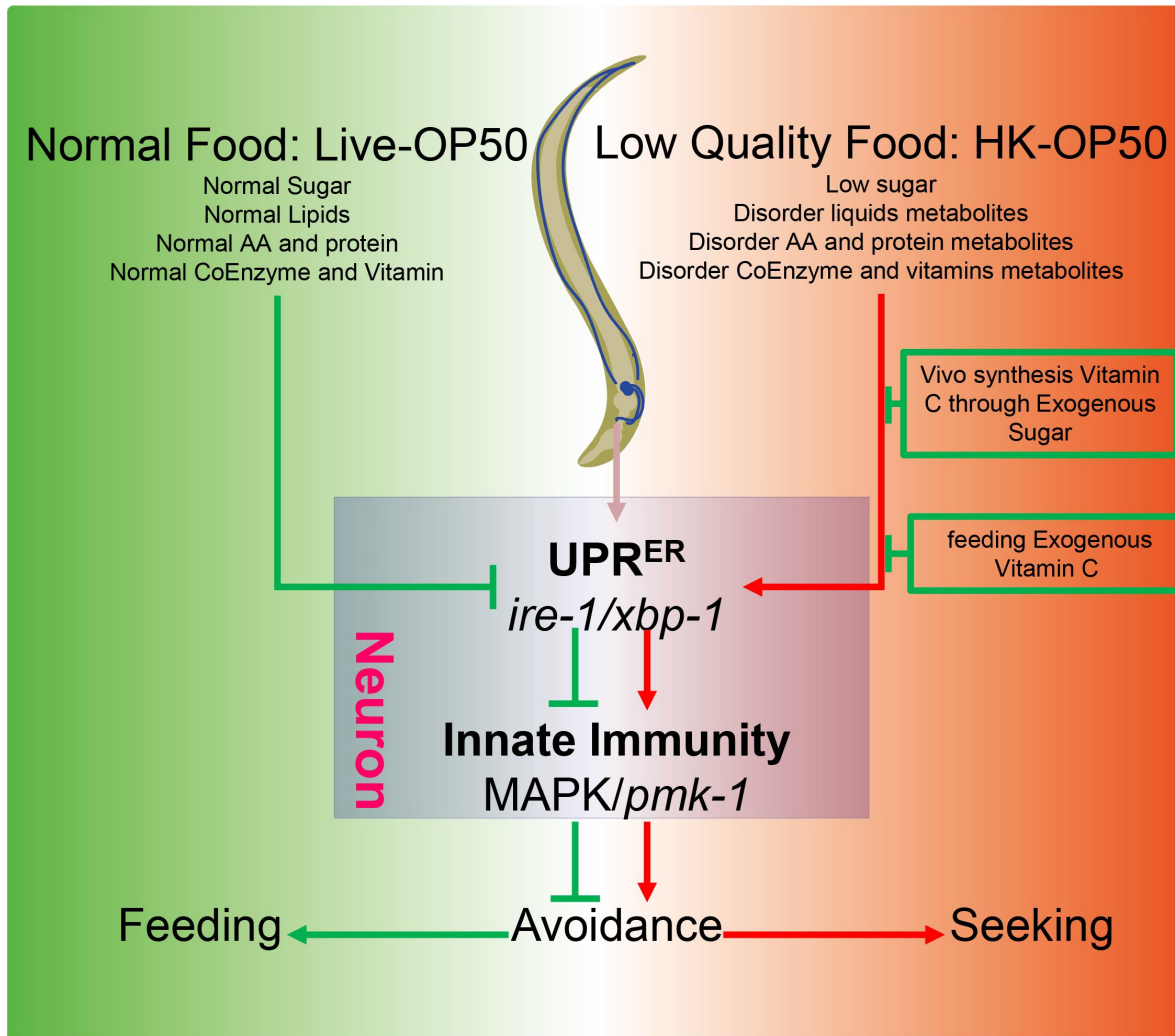 Normal Food: Live-OP50
Normal Sugar
Normal Lipids
Normal AA and protein
Normal CoEnzyme and Vitamin
Low Quality Food: HK-OP50
Low sugar
Disorder liquids metabolites
Disorder AA and protein metabolites
Disorder CoEnzyme and vitamins metabolites
Vivo synthesis Vitamin
C through Exogenous
Sugar
feeding Exogenous
Vitamin C
UPRᴱᴿ
ire-1/xbp-1
Neuron
Innate Immunity
MAPK/pmk-1
Feeding
Avoidance
Seeking